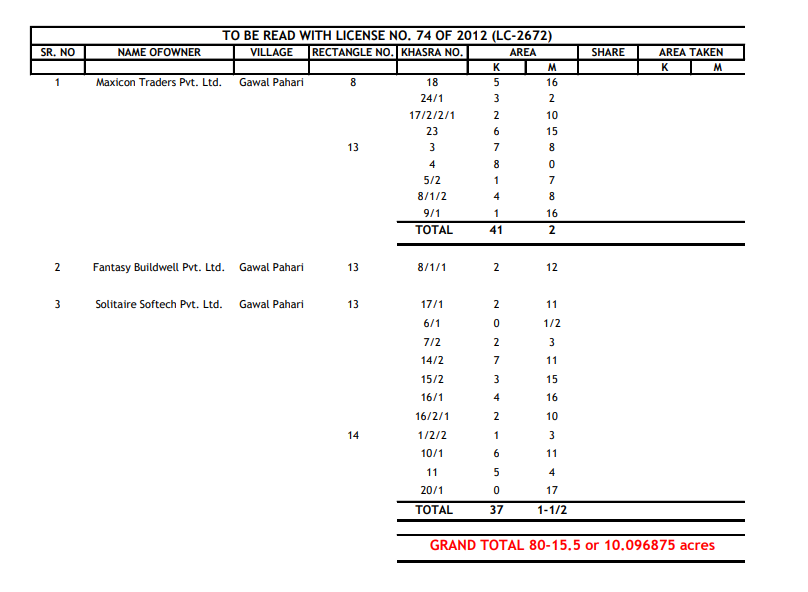 TO BE READ WITH LICENSE NO. 74 OF 2012 (LC-2672)
SR. NO NAME OFOWNER VILLAGE RECTANGLE NO. KHASRA NO. AREA SHARE AREA TAKEN
K M K M
1 Maxicon Traders Pvt. Ltd. Gawal Pahari 8 18 5 16
24/1 3 2
17/2/2/1 2 10
23 6 15
13 3 7 8
4 8 0
5/2 1 7
8/1/2 4 8
9/1 1 16
TOTAL 41 2
2 Fantasy Buildwell Pvt. Ltd. Gawal Pahari 13 8/1/1 2 12
3 Solitaire Softech Pvt. Ltd. Gawal Pahari 13 17/1 2 11
6/1 0 1/2
7/2 2 3
14/2 7 11
15/2 3 15
16/1 4 16
16/2/1 2 10
14 1/2/2 1 3
10/1 6 11
11 5 4
20/1 0 17
TOTAL 37 1-1/2
GRAND TOTAL 80-15.5 or 10.096875 acres